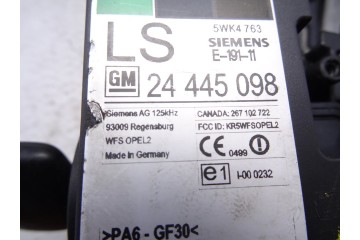 LS
5WK4 763
SIEMENS
E-191-11
GM 24 445 098
Siemens AG 125kHz
93009 Regensburg
WFS OPEL2
Made in Germany
CANADA: 267 102 722
FCC ID: KR5WFSOPEL2
CE 0499 !
e1 I-00 0232
>PA6 - GF30<